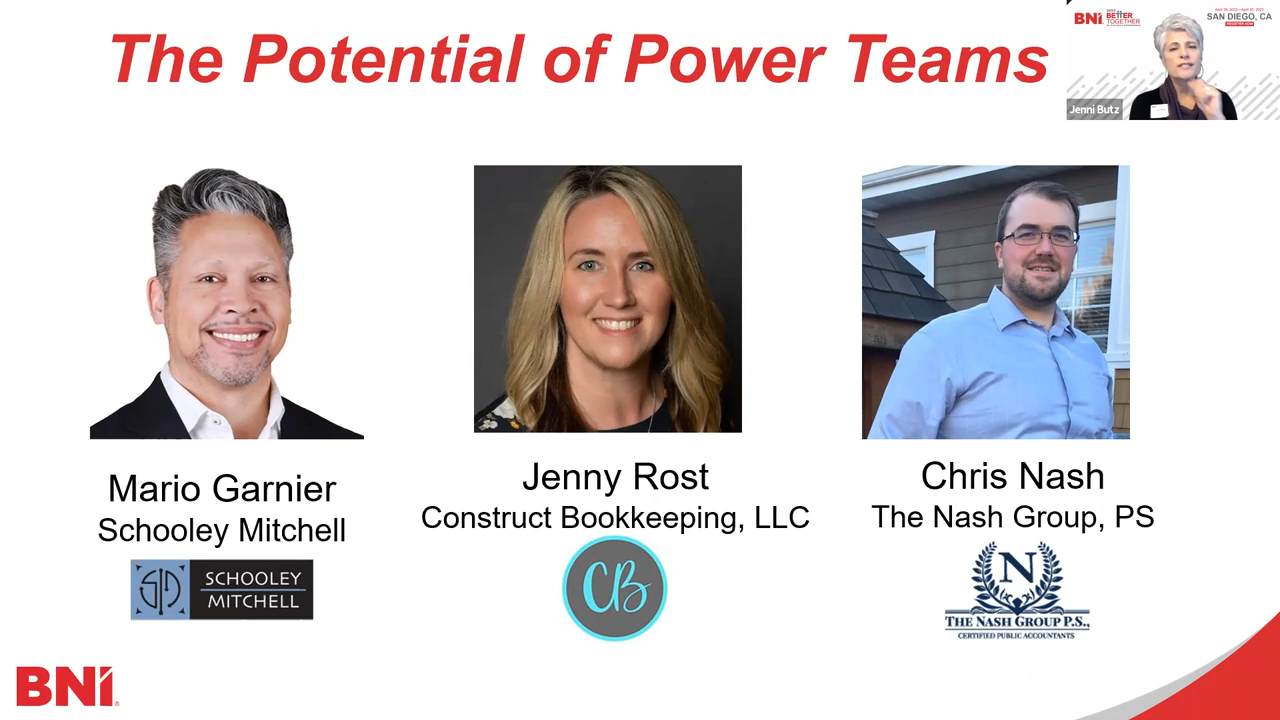 The Potential of Power Teams
BNI
BETTER
TOGETHER
SAN DIEGO, CA
Jenni Butz
Mario Garnier
Schooley Mitchell
SCHOOLEY
MITCHELL
Jenny Rost
Construct Bookkeeping, LLC
CB
Chris Nash
The Nash Group, PS
N
THE NASH GROUP P.S.,
CERTIFIED PUBLIC ACCOUNTANTS
BNI®